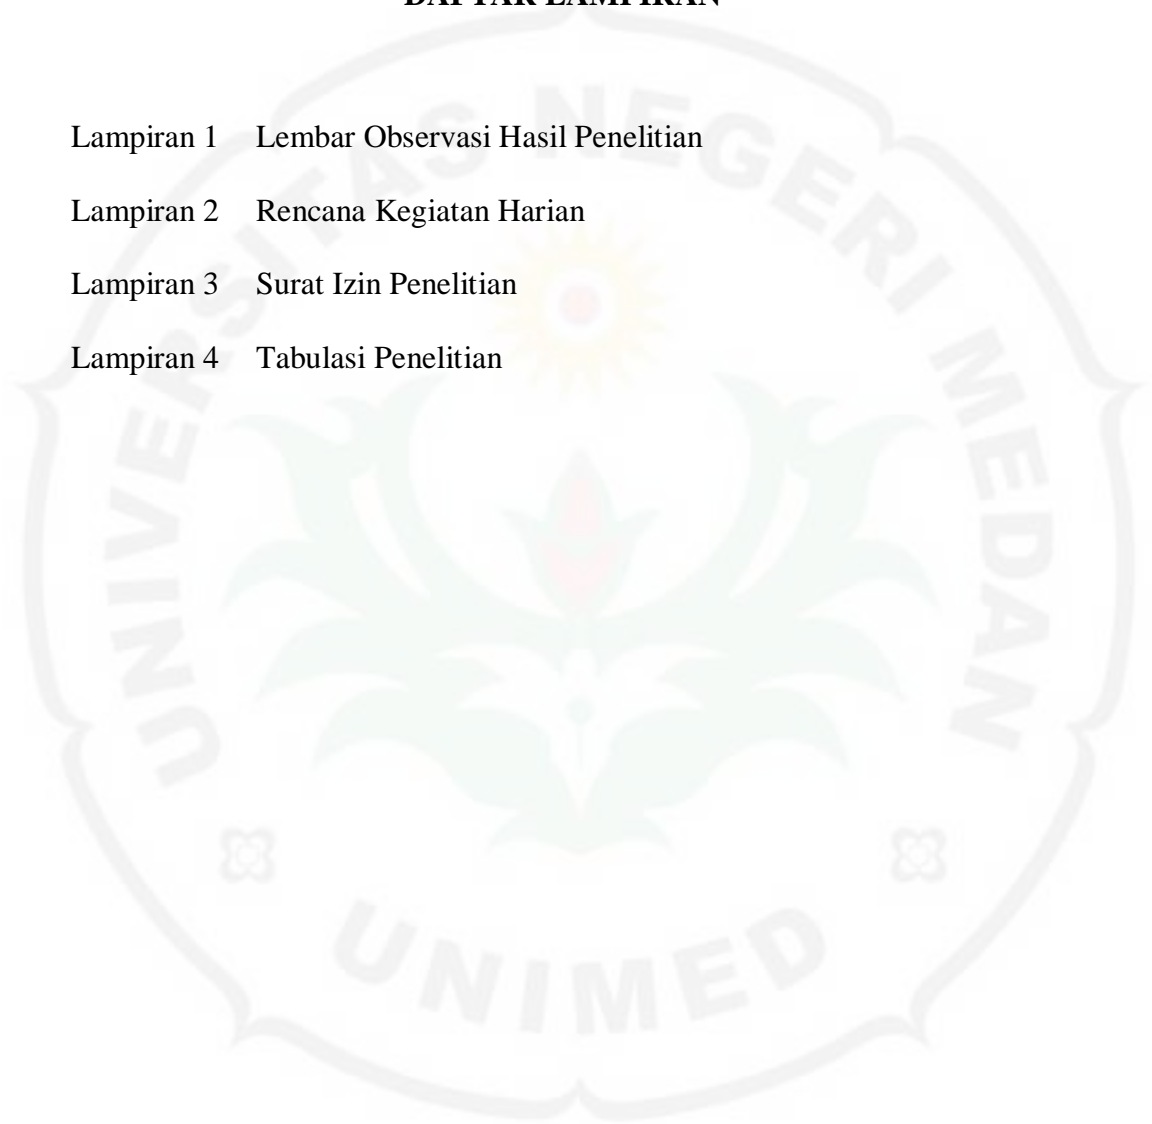 DAFTAR LAMPIRAN
Lampiran 1 Lembar Observasi Hasil Penelitian
Lampiran 2 Rencana Kegiatan Harian
Lampiran 3 Surat Izin Penelitian
Lampiran 4 Tabulasi Penelitian
UNIVERSITAS NEGERI MEDAN
UNIMED